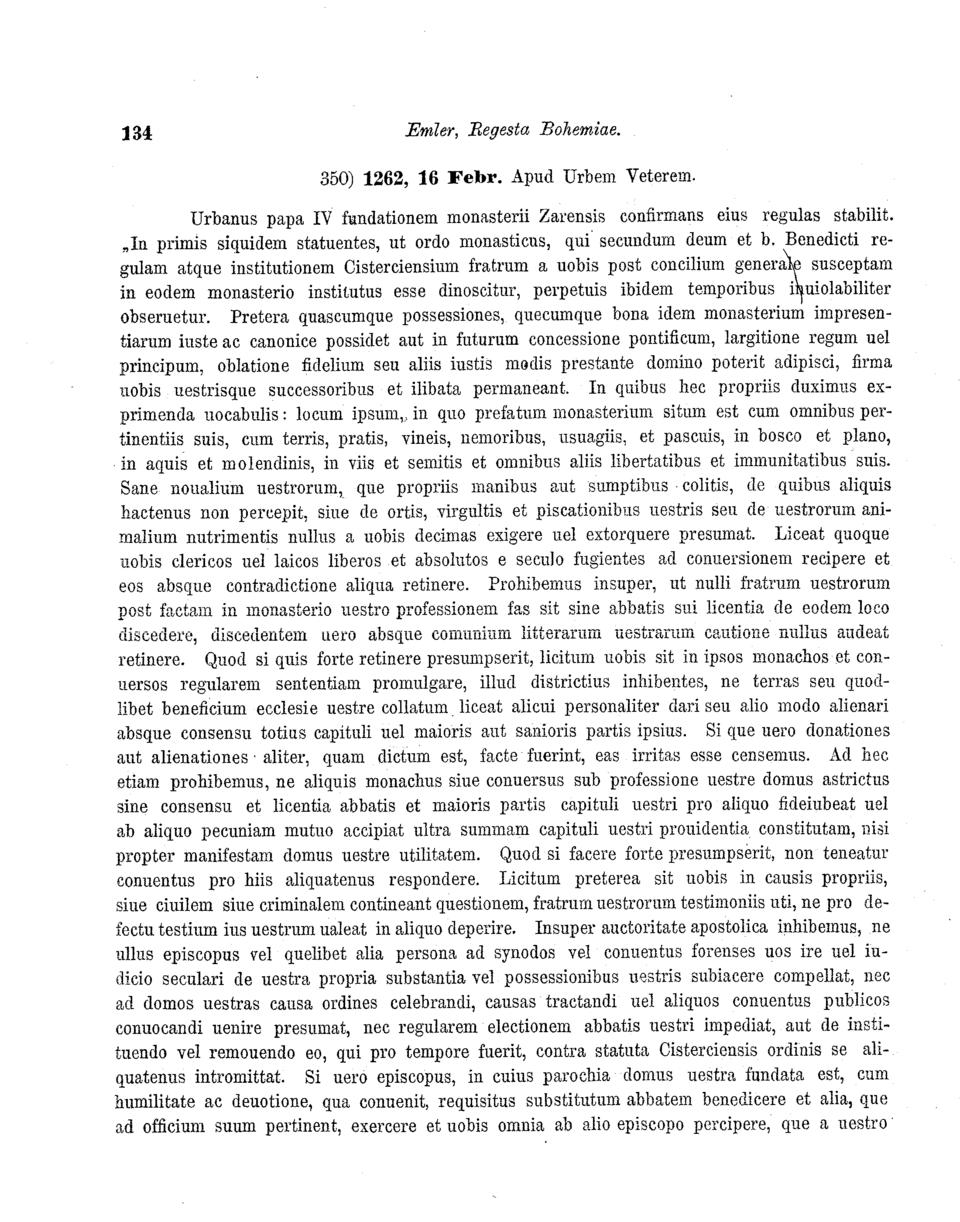 134
Emler, Regesta Bohemiae.
350) 1262, 16 Febr. Apud Urbem Veterem.
Urbanus papa IV fundationem monasterii Zarensis confirmans eius regulas stabilit.
„In primis siquidem statuentes, ut ordo monasticus, qui secundum deum et b. Benedicti re-
gulam atque institutionem Cisterciensium fratrum a uobis post concilium generale susceptam
in eodem monasterio institutus esse dinoscitur, perpetuis ibidem temporibus inuiolabiliter
obseruetur. Pretera quascumque possessiones, quecumque bona idem monasterium impresen-
tiarum iuste ac canonice possidet aut in futurum concessione pontificum, largitione regum uel
principum, oblatione fidelium seu aliis iustis modis prestante domino poterit adipisci, firma
uobis uestrisque successoribus et ilibata permaneant. In quibus hec propriis duximus ex-
primenda uocabulis: locum ipsum, in quo prefatum monasterium situm est cum omnibus per-
tinentiis suis, cum terris, pratis, vineis, nemoribus, usuagiis, et pascuis, in bosco et plano,
in aquis et molendinis, in viis et semitis et omnibus aliis libertatibus et immunitatibus suis.
Sane noualium uestrorum, que propriis manibus aut sumptibus colitis, de quibus aliquis
hactenus non percepit, siue de ortis, virgultis et piscationibus uestris seu de uestrorum ani-
malium nutrimentis nullus a uobis decimas exigere uel extorquere presumat. Liceat quoque
uobis clericos uel laicos liberos et absolutos e seculo fugientes ad conuersionem recipere et
eos absque contradictione aliqua retinere. Prohibemus insuper, ut nulli fratrum uestrorum
post factam in monasterio uestro professionem fas sit sine abbatis sui licentia de eodem loco
discedere, discedentem uero absque comunium litterarum uestrarum cautione nullus audeat
retinere. Quod si quis forte retinere presumpserit, licitum uobis sit in ipsos monachos et con-
uersos regularem sententiam promulgare, illud districtius inhibentes, ne terras seu quod-
libet beneficium ecclesie uestre collatum liceat alicui personaliter dari seu alio modo alienari
absque consensu totius capituli uel maioris aut sanioris partis ipsius. Si que uero donationes
aut alienationes aliter, quam dictum est, facte fuerint, eas irritas esse censemus. Ad hec
etiam prohibemus, ne aliquis monachus siue conuersus sub professione uestre domus astrictus
sine consensu et licentia abbatis et maioris partis capituli uestri pro aliquo fideiubeat uel
ab aliquo pecuniam mutuo accipiat ultra summam capituli uestri prouidentia constitutam, nisi
propter manifestam domus uestre utilitatem. Quod si facere forte presumpserit, non teneatur
conuentus pro hiis aliquatenus respondere. Licitum preterea sit uobis in causis propriis,
siue ciuilem siue criminalem contineant questionem, fratrum uestrorum testimoniis uti, ne pro de-
fectu testium ius uestrum ualeat in aliquo deperire. Insuper auctoritate apostolica inhibemus, ne
ullus episcopus vel quelibet alia persona ad synodos vel conuentus forenses uos ire uel iu-
dicio seculari de uestra propria substantia vel possessionibus uestris subiacere compellat, nec
ad domos uestras causa ordines celebrandi, causas tractandi uel aliquos conuentus publicos
conuocandi uenire presumat, nec regularem electionem abbatis uestri impediat, aut de insti-
tuendo vel remouendo eo, qui pro tempore fuerit, contra statuta Cisterciensis ordinis se ali-
quatenus intromittat. Si uero episcopus, in cuius parochia domus uestra fundata est, cum
humilitate ac deuotione, qua conuenit, requisitus substitutum abbatem benedicere et alia, que
ad officium suum pertinent, exercere et uobis omnia ab alio episcopo percipere, que a uestro